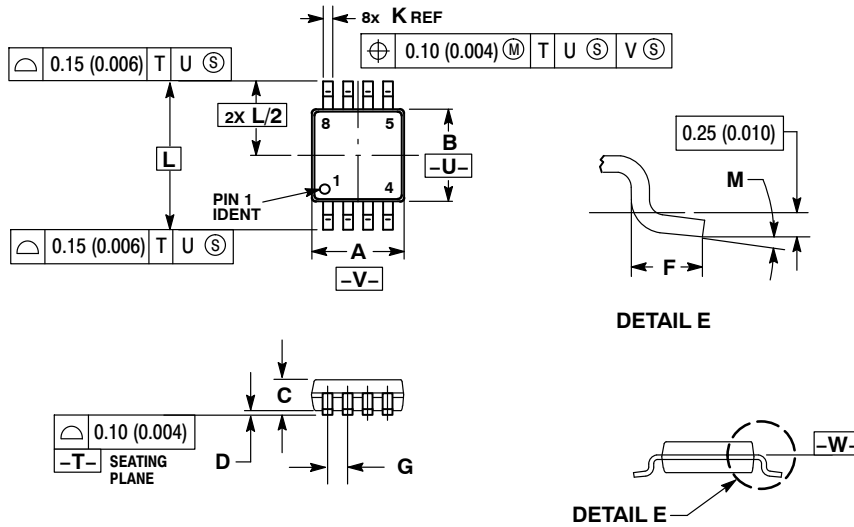 8x K REF
⌓ 0.15 (0.006) T U Ⓢ
⌖ 0.10 (0.004) Ⓜ T U Ⓢ V Ⓢ
2X L/2
8 5
B
–U–
L
PIN 1
IDENT
1 4
⌓ 0.15 (0.006) T U Ⓢ
A
–V–
0.25 (0.010)
M
F
DETAIL E
C
⌓ 0.10 (0.004)
–T– SEATING
PLANE
D
G
–W–
DETAIL E